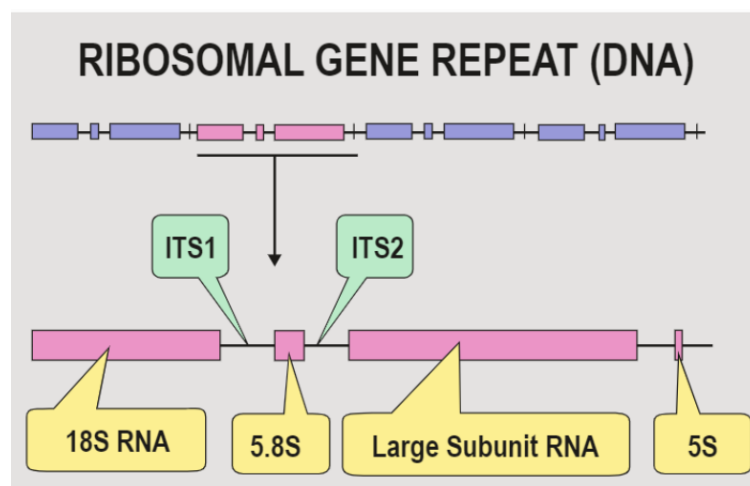 RIBOSOMAL GENE REPEAT (DNA)
ITS1
ITS2
18S RNA
5.8S
Large Subunit RNA
5S